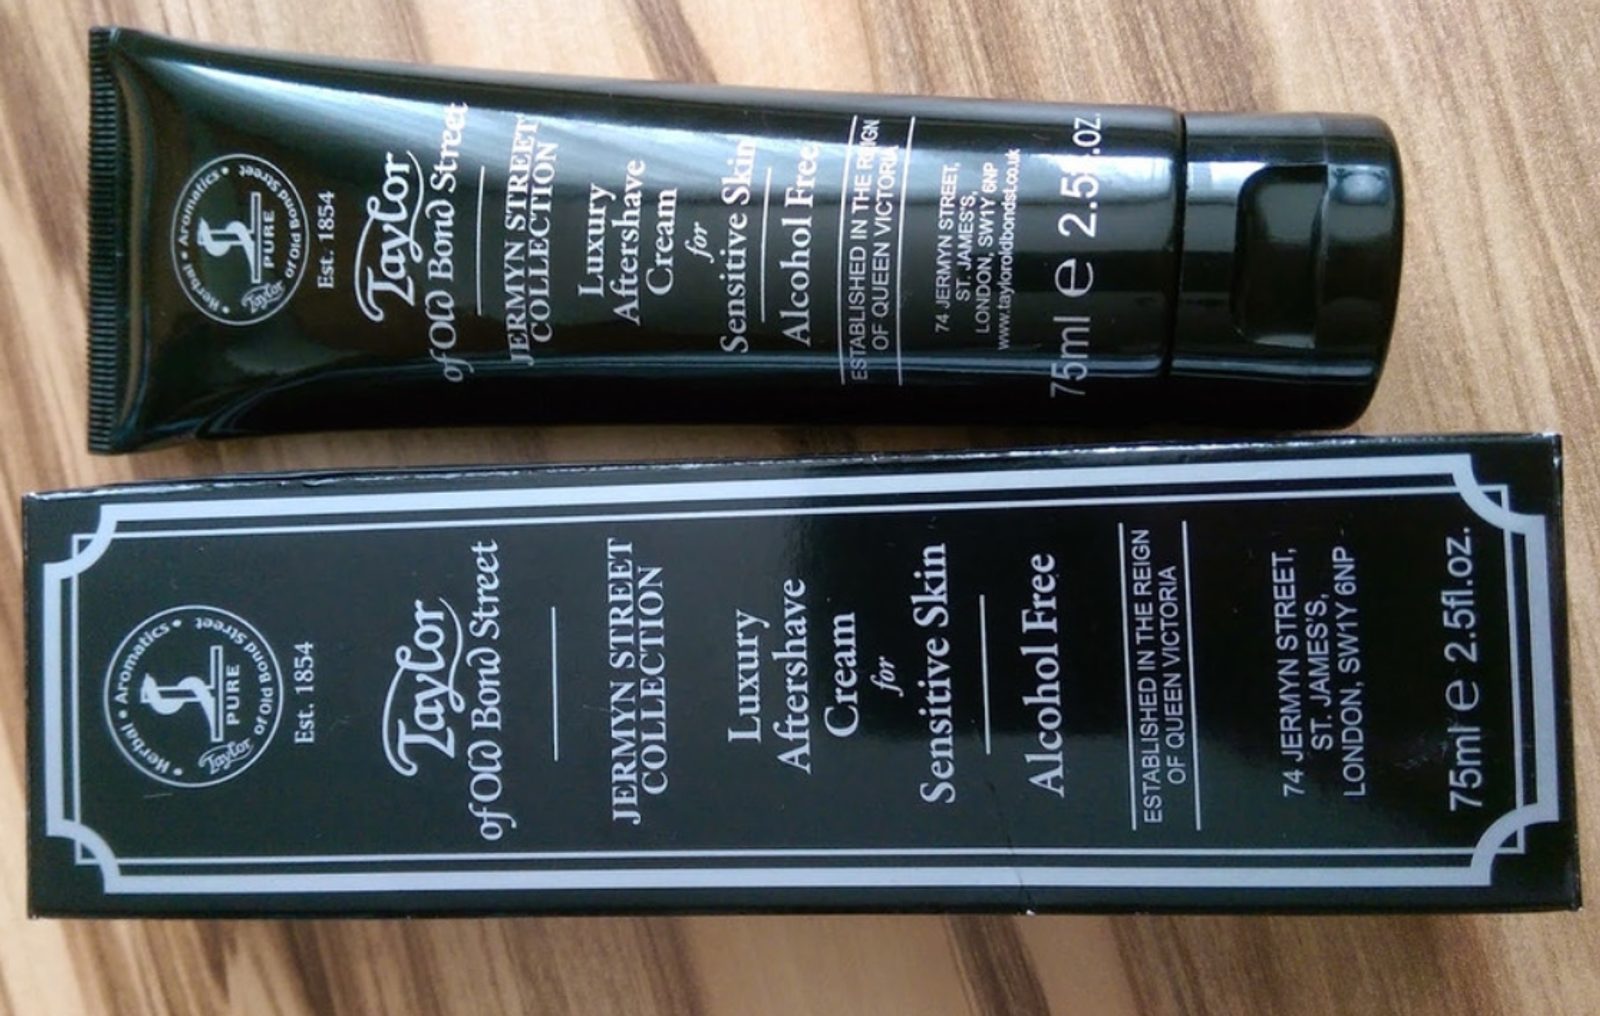 Herbal • Aromatics •
Taylor of Old Bond Street
PURE
Est. 1854
Taylor
of Old Bond Street
JERMYN STREET
COLLECTION
Luxury
Aftershave
Cream
for
Sensitive Skin
Alcohol Free
ESTABLISHED IN THE REIGN
OF QUEEN VICTORIA
74 JERMYN STREET,
ST. JAMES'S,
LONDON, SW1Y 6NP
www.tayloroldbondst.co.uk
75ml e 2.5fl.oz.
Herbal • Aromatics •
Taylor of Old Bond Street
PURE
Est. 1854
Taylor
of Old Bond Street
JERMYN STREET
COLLECTION
Luxury
Aftershave
Cream
for
Sensitive Skin
Alcohol Free
ESTABLISHED IN THE REIGN
OF QUEEN VICTORIA
74 JERMYN STREET,
ST. JAMES'S,
LONDON, SW1Y 6NP
75ml e 2.5fl.oz.